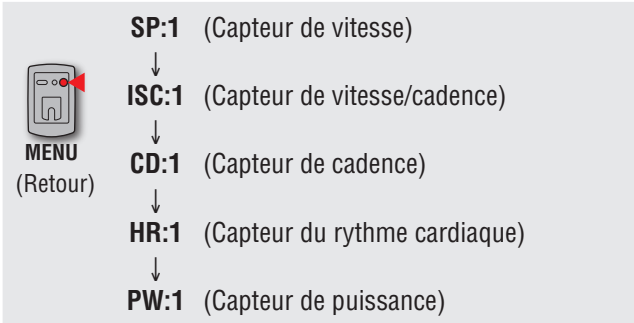 SP:1 (Capteur de vitesse)
↓
ISC:1 (Capteur de vitesse/cadence)
↓
MENU
(Retour)
CD:1 (Capteur de cadence)
↓
HR:1 (Capteur du rythme cardiaque)
↓
PW:1 (Capteur de puissance)